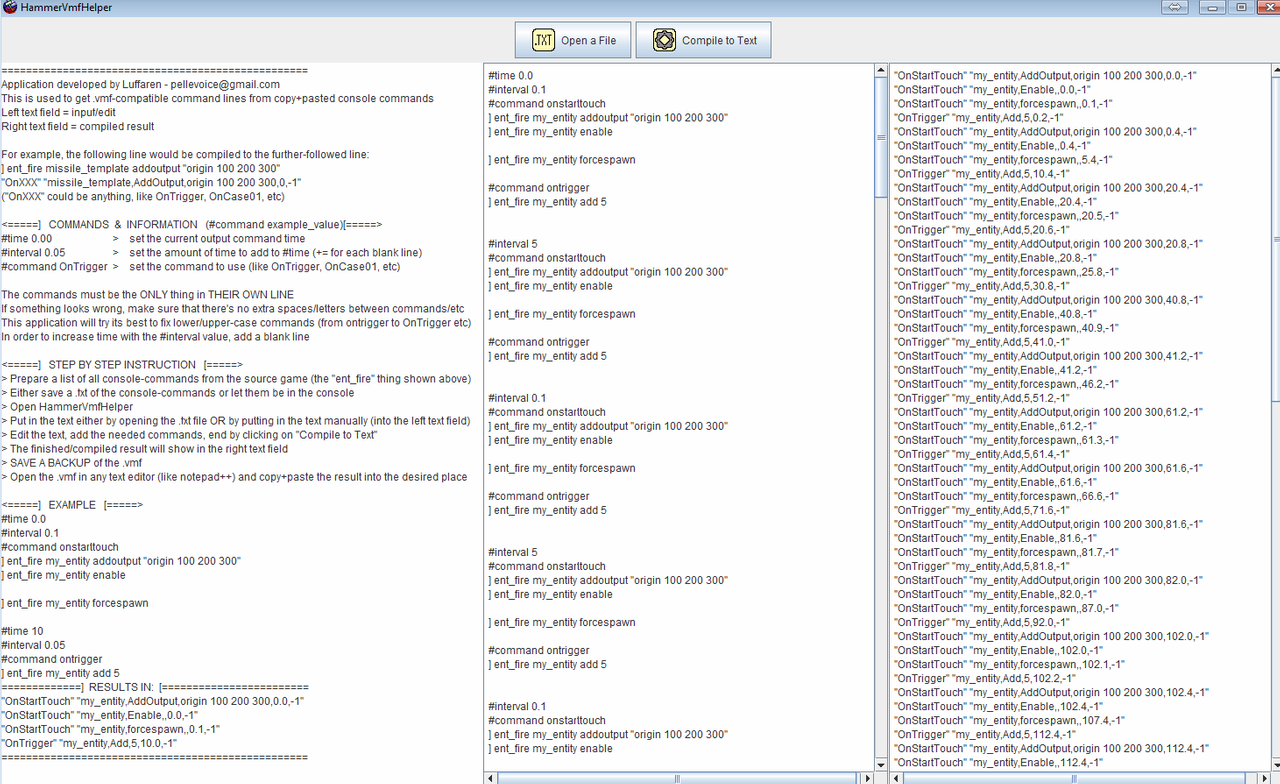 HammerVmfHelper
.TXT Open a File
Compile to Text
===================================================
Application developed by Luffaren - pellevoice@gmail.com
This is used to get .vmf-compatible command lines from copy+pasted console commands
Left text field = input/edit
Right text field = compiled result
For example, the following line would be compiled to the further-followed line:
] ent_fire missile_template addoutput "origin 100 200 300"
"OnXXX" "missile_template,AddOutput,origin 100 200 300,0,-1"
("OnXXX" could be anything, like OnTrigger, OnCase01, etc)
<=====] COMMANDS & INFORMATION (#command example_value)[=====>
#time 0.00 > set the current output command time
#interval 0.05 > set the amount of time to add to #time (+= for each blank line)
#command OnTrigger > set the command to use (like OnTrigger, OnCase01, etc)
The commands must be the ONLY thing in THEIR OWN LINE
If something looks wrong, make sure that there's no extra spaces/letters between commands/etc
This application will try its best to fix lower/upper-case commands (from ontrigger to OnTrigger etc)
In order to increase time with the #interval value, add a blank line
<=====] STEP BY STEP INSTRUCTION [=====>
> Prepare a list of all console-commands from the source game (the "ent_fire" thing shown above)
> Either save a .txt of the console-commands or let them be in the console
> Open HammerVmfHelper
> Put in the text either by opening the .txt file OR by putting in the text manually (into the left text field)
> Edit the text, add the needed commands, end by clicking on "Compile to Text"
> The finished/compiled result will show in the right text field
> SAVE A BACKUP of the .vmf
> Open the .vmf in any text editor (like notepad++) and copy+paste the result into the desired place
<=====] EXAMPLE [=====>
#time 0.0
#interval 0.1
#command onstarttouch
] ent_fire my_entity addoutput "origin 100 200 300"
] ent_fire my_entity enable
] ent_fire my_entity forcespawn
#time 10
#interval 0.05
#command ontrigger
] ent_fire my_entity add 5
=============] RESULTS IN: [========================
"OnStartTouch" "my_entity,AddOutput,origin 100 200 300,0.0,-1"
"OnStartTouch" "my_entity,Enable,,0.0,-1"
"OnStartTouch" "my_entity,forcespawn,,0.1,-1"
"OnTrigger" "my_entity,Add,5,10.0,-1"
===================================================
#time 0.0
#interval 0.1
#command onstarttouch
] ent_fire my_entity addoutput "origin 100 200 300"
] ent_fire my_entity enable
] ent_fire my_entity forcespawn
#command ontrigger
] ent_fire my_entity add 5
#interval 5
#command onstarttouch
] ent_fire my_entity addoutput "origin 100 200 300"
] ent_fire my_entity enable
] ent_fire my_entity forcespawn
#command ontrigger
] ent_fire my_entity add 5
#interval 0.1
#command onstarttouch
] ent_fire my_entity addoutput "origin 100 200 300"
] ent_fire my_entity enable
] ent_fire my_entity forcespawn
#command ontrigger
] ent_fire my_entity add 5
#interval 5
#command onstarttouch
] ent_fire my_entity addoutput "origin 100 200 300"
] ent_fire my_entity enable
] ent_fire my_entity forcespawn
#command ontrigger
] ent_fire my_entity add 5
#interval 0.1
#command onstarttouch
] ent_fire my_entity addoutput "origin 100 200 300"
] ent_fire my_entity enable
"OnStartTouch" "my_entity,AddOutput,origin 100 200 300,0.0,-1"
"OnStartTouch" "my_entity,Enable,,0.0,-1"
"OnStartTouch" "my_entity,forcespawn,,0.1,-1"
"OnTrigger" "my_entity,Add,5,0.2,-1"
"OnStartTouch" "my_entity,AddOutput,origin 100 200 300,0.4,-1"
"OnStartTouch" "my_entity,Enable,,0.4,-1"
"OnStartTouch" "my_entity,forcespawn,,5.4,-1"
"OnTrigger" "my_entity,Add,5,10.4,-1"
"OnStartTouch" "my_entity,AddOutput,origin 100 200 300,20.4,-1"
"OnStartTouch" "my_entity,Enable,,20.4,-1"
"OnStartTouch" "my_entity,forcespawn,,20.5,-1"
"OnTrigger" "my_entity,Add,5,20.6,-1"
"OnStartTouch" "my_entity,AddOutput,origin 100 200 300,20.8,-1"
"OnStartTouch" "my_entity,Enable,,20.8,-1"
"OnStartTouch" "my_entity,forcespawn,,25.8,-1"
"OnTrigger" "my_entity,Add,5,30.8,-1"
"OnStartTouch" "my_entity,AddOutput,origin 100 200 300,40.8,-1"
"OnStartTouch" "my_entity,Enable,,40.8,-1"
"OnStartTouch" "my_entity,forcespawn,,40.9,-1"
"OnTrigger" "my_entity,Add,5,41.0,-1"
"OnStartTouch" "my_entity,AddOutput,origin 100 200 300,41.2,-1"
"OnStartTouch" "my_entity,Enable,,41.2,-1"
"OnStartTouch" "my_entity,forcespawn,,46.2,-1"
"OnTrigger" "my_entity,Add,5,51.2,-1"
"OnStartTouch" "my_entity,AddOutput,origin 100 200 300,61.2,-1"
"OnStartTouch" "my_entity,Enable,,61.2,-1"
"OnStartTouch" "my_entity,forcespawn,,61.3,-1"
"OnTrigger" "my_entity,Add,5,61.4,-1"
"OnStartTouch" "my_entity,AddOutput,origin 100 200 300,61.6,-1"
"OnStartTouch" "my_entity,Enable,,61.6,-1"
"OnStartTouch" "my_entity,forcespawn,,66.6,-1"
"OnTrigger" "my_entity,Add,5,71.6,-1"
"OnStartTouch" "my_entity,AddOutput,origin 100 200 300,81.6,-1"
"OnStartTouch" "my_entity,Enable,,81.6,-1"
"OnStartTouch" "my_entity,forcespawn,,81.7,-1"
"OnTrigger" "my_entity,Add,5,81.8,-1"
"OnStartTouch" "my_entity,AddOutput,origin 100 200 300,82.0,-1"
"OnStartTouch" "my_entity,Enable,,82.0,-1"
"OnStartTouch" "my_entity,forcespawn,,87.0,-1"
"OnTrigger" "my_entity,Add,5,92.0,-1"
"OnStartTouch" "my_entity,AddOutput,origin 100 200 300,102.0,-1"
"OnStartTouch" "my_entity,Enable,,102.0,-1"
"OnStartTouch" "my_entity,forcespawn,,102.1,-1"
"OnTrigger" "my_entity,Add,5,102.2,-1"
"OnStartTouch" "my_entity,AddOutput,origin 100 200 300,102.4,-1"
"OnStartTouch" "my_entity,Enable,,102.4,-1"
"OnStartTouch" "my_entity,forcespawn,,107.4,-1"
"OnTrigger" "my_entity,Add,5,112.4,-1"
"OnStartTouch" "my_entity,AddOutput,origin 100 200 300,112.4,-1"
"OnStartTouch" "my_entity,Enable,,112.4,-1"